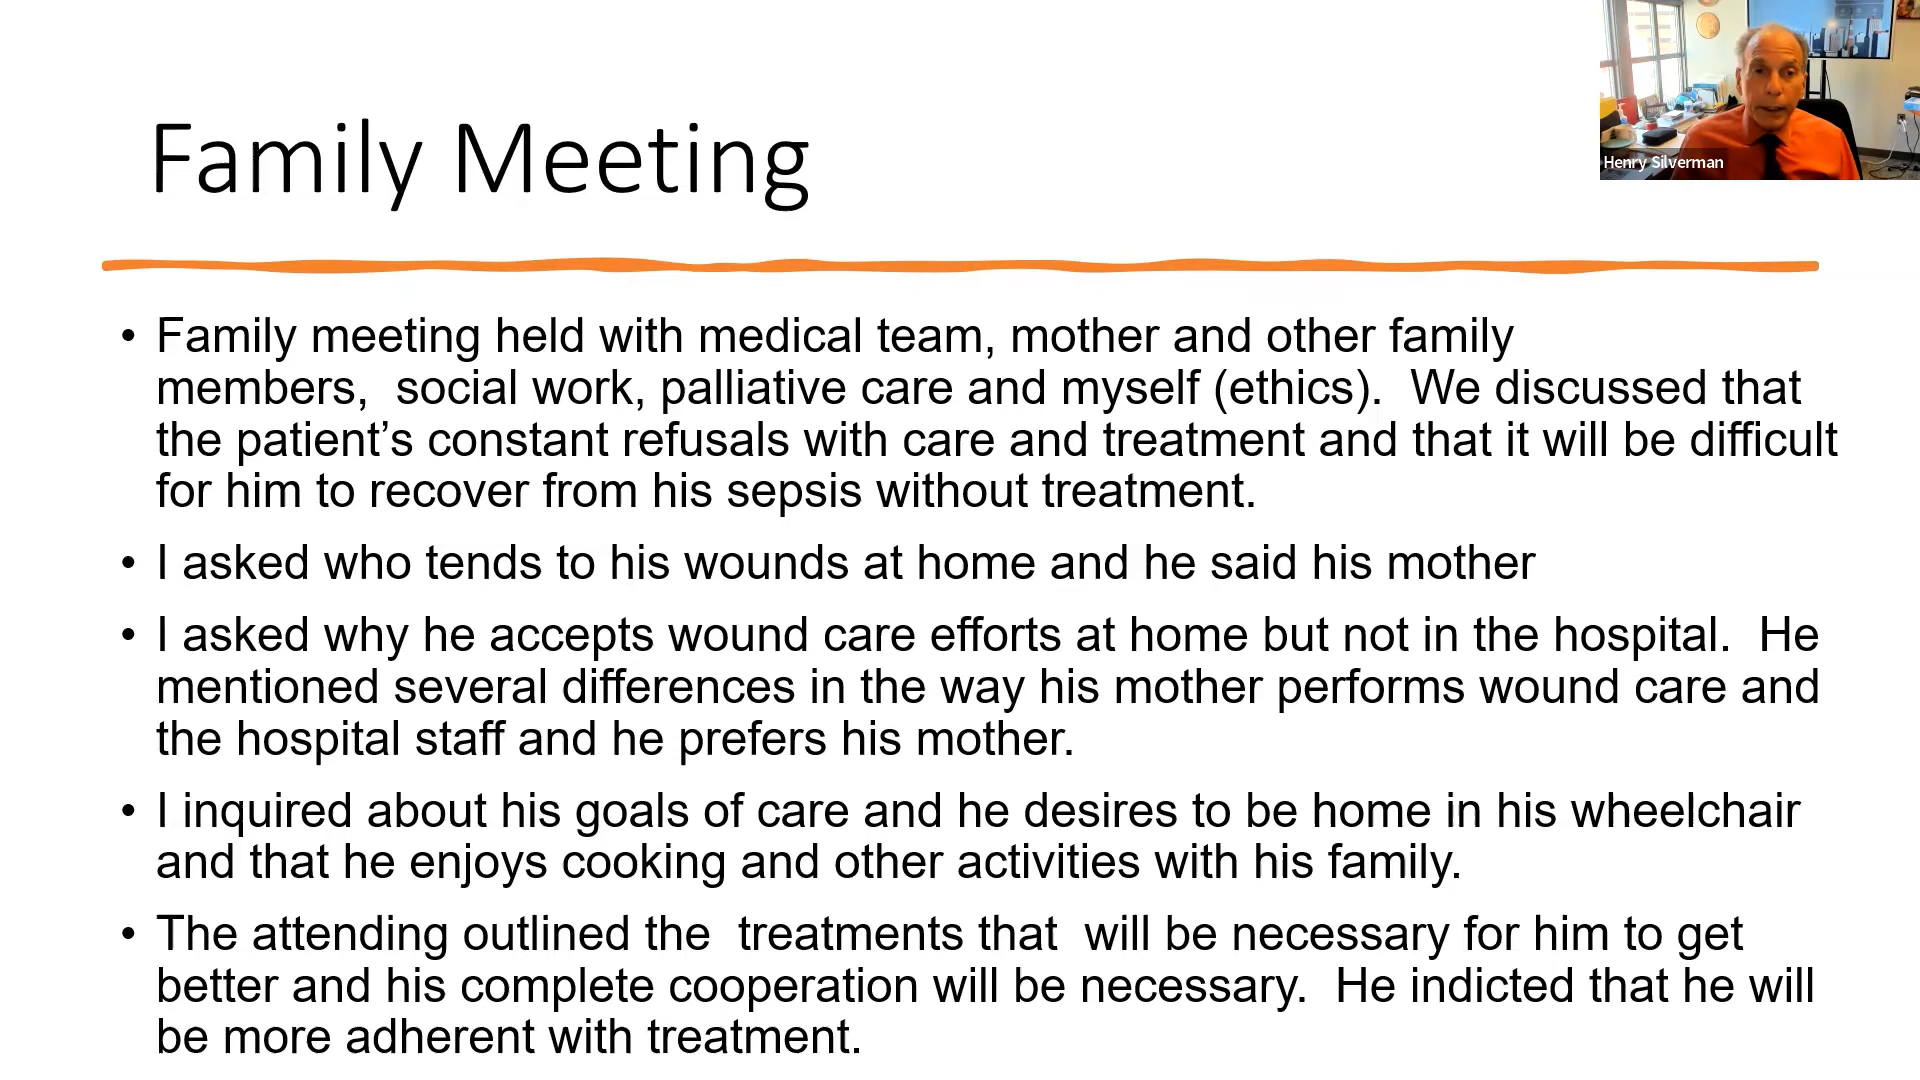 Henry Silverman
Family Meeting
• Family meeting held with medical team, mother and other family
members,  social work, palliative care and myself (ethics).  We discussed that
the patient’s constant refusals with care and treatment and that it will be difficult
for him to recover from his sepsis without treatment.
• I asked who tends to his wounds at home and he said his mother
• I asked why he accepts wound care efforts at home but not in the hospital.  He
mentioned several differences in the way his mother performs wound care and
the hospital staff and he prefers his mother.
• I inquired about his goals of care and he desires to be home in his wheelchair
and that he enjoys cooking and other activities with his family.
• The attending outlined the  treatments that  will be necessary for him to get
better and his complete cooperation will be necessary.  He indicted that he will
be more adherent with treatment.